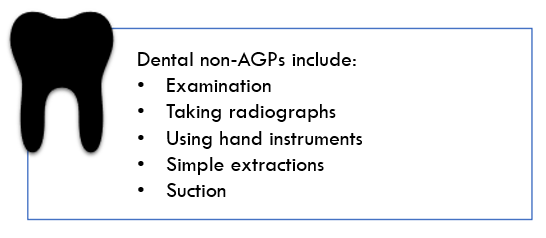 Dental non-AGPs include:
• Examination
• Taking radiographs
• Using hand instruments
• Simple extractions
• Suction